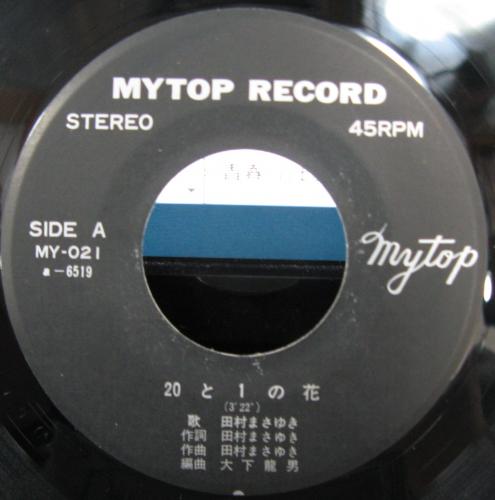 MYTOP RECORD
STEREO
45RPM
青春
SIDE A
MY-021
a-6519
mytop
20と1の花
(3'22")
歌 田村まさゆき
作詞 田村まさゆき
作曲 田村まさゆき
編曲 大下龍男